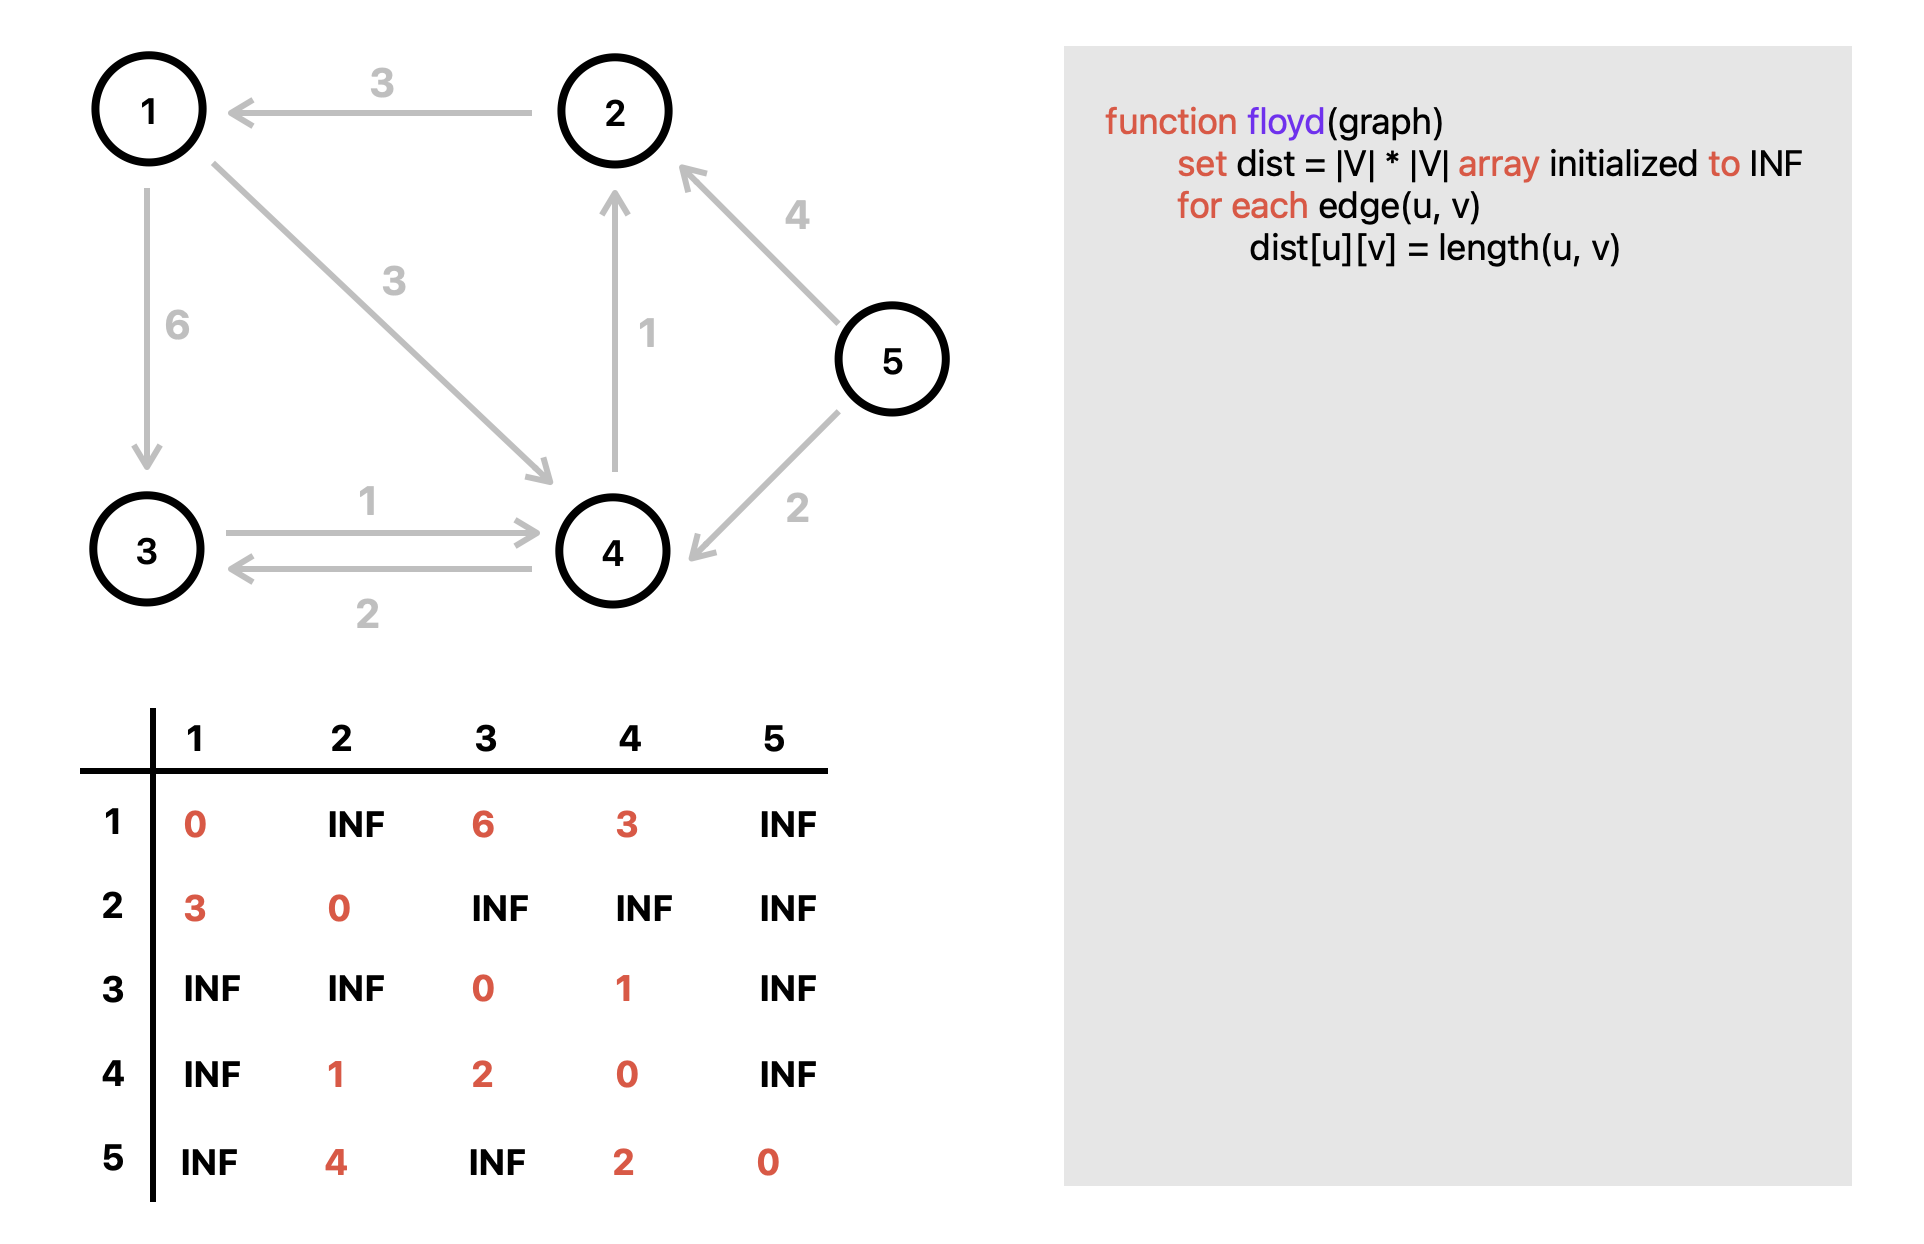 1
3
2
4
3
6
1
5
1
2
3
4
2
function floyd(graph)
set dist = |V| * |V| array initialized to INF
for each edge(u, v)
dist[u][v] = length(u, v)
1 2 3 4 5
1 0 INF 6 3 INF
2 3 0 INF INF INF
3 INF INF 0 1 INF
4 INF 1 2 0 INF
5 INF 4 INF 2 0